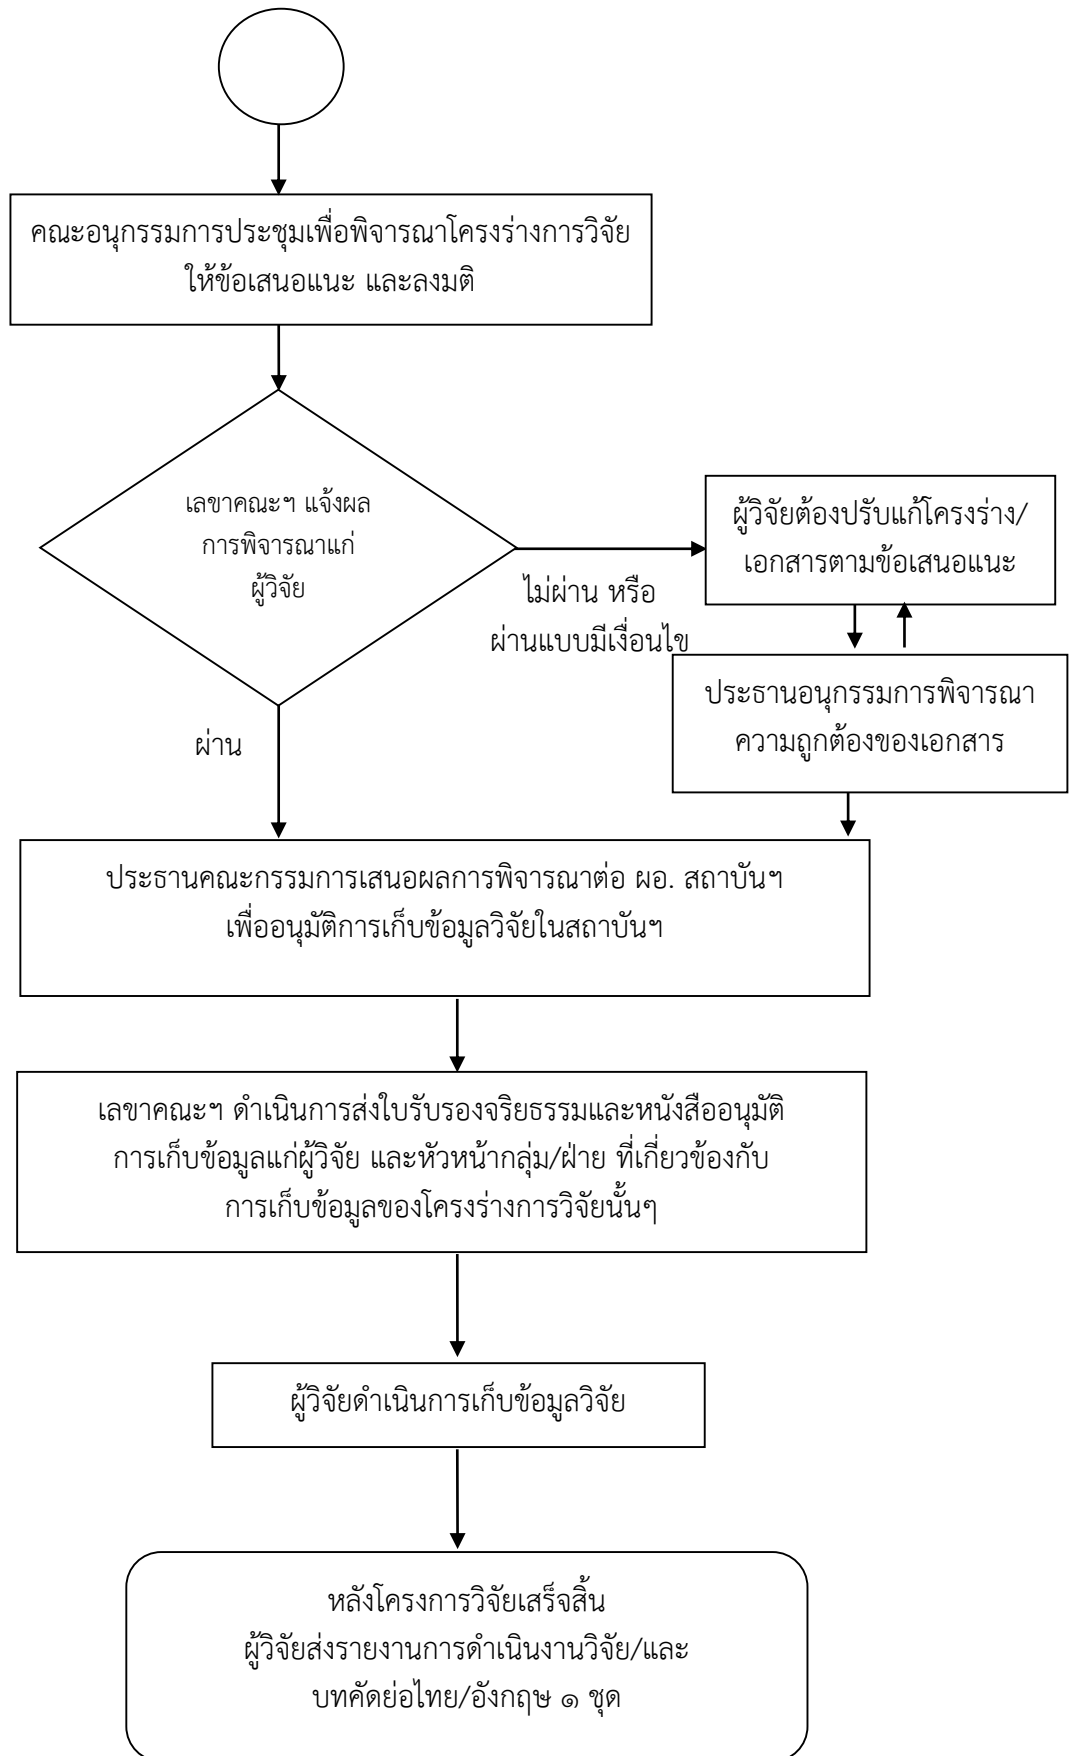 คณะอนุกรรมการประชุมเพื่อพิจารณาโครงร่างการวิจัย
ให้ข้อเสนอแนะ และลงมติ
เลขาคณะฯ แจ้งผล
การพิจารณาแก่
ผู้วิจัย
ไม่ผ่าน หรือ
ผ่านแบบมีเงื่อนไข
ผู้วิจัยต้องปรับแก้โครงร่าง/
เอกสารตามข้อเสนอแนะ
ประธานอนุกรรมการพิจารณา
ความถูกต้องของเอกสาร
ผ่าน
ประธานคณะกรรมการเสนอผลการพิจารณาต่อ ผอ. สถาบันฯ
เพื่ออนุมัติการเก็บข้อมูลวิจัยในสถาบันฯ
เลขาคณะฯ ดำเนินการส่งใบรับรองจริยธรรมและหนังสืออนุมัติ
การเก็บข้อมูลแก่ผู้วิจัย และหัวหน้ากลุ่ม/ฝ่าย ที่เกี่ยวข้องกับ
การเก็บข้อมูลของโครงร่างการวิจัยนั้นๆ
ผู้วิจัยดำเนินการเก็บข้อมูลวิจัย
หลังโครงการวิจัยเสร็จสิ้น
ผู้วิจัยส่งรายงานการดำเนินงานวิจัย/และ
บทคัดย่อไทย/อังกฤษ ๑ ชุด